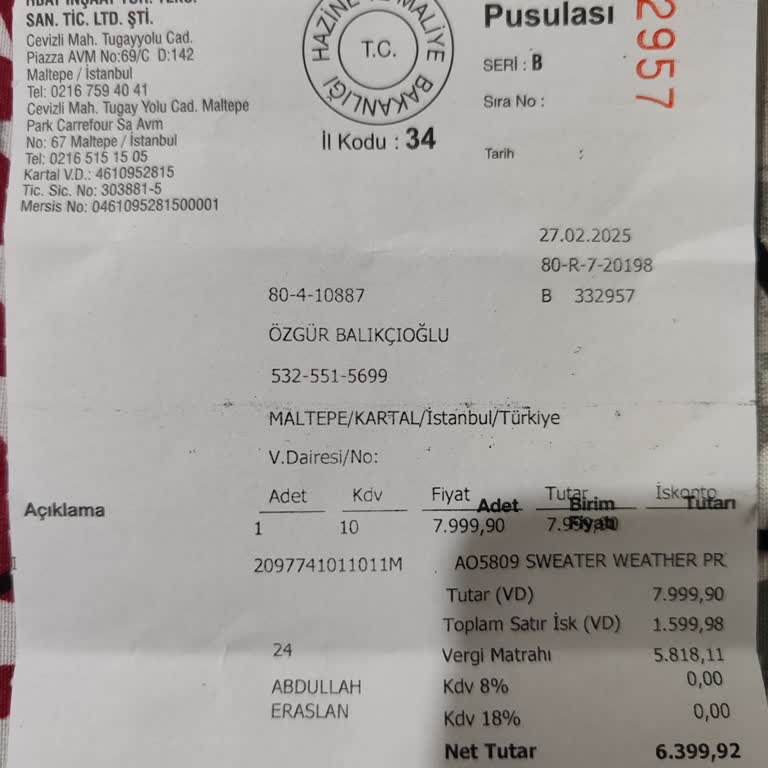 SAN. TİC. LTD. ŞTİ.
Cevizli Mah. Tugayyolu Cad.
Piazza AVM No:69/C D:142
Maltepe / İstanbul
Tel: 0216 759 40 41
Cevizli Mah. Tugay Yolu Cad. Maltepe
Park Carrefour Sa Avm
No: 67 Maltepe / İstanbul
Tel: 0216 515 15 05
Kartal V.D.: 4610952815
Tic. Sic. No: 303881-5
Mersis No: 0461095281500001
HAZİNE VE MALİYE BAKANLIĞI
T.C.
İl Kodu : 34
Pusulası
SERİ : B
Sıra No :
Tarih :
2957
27.02.2025
80-R-7-20198
80-4-10887
B 332957
ÖZGÜR BALIKÇIOĞLU
532-551-5699
MALTEPE/KARTAL/İstanbul/Türkiye
V.Dairesi/No:
Açıklama
Adet Kdv Fiyat Tutar İskonto
Adet Birim Fiyatı Tutarı
1 10 7.999,90 7.999,90
2097741011011M AO5809 SWEATER WEATHER PR
Tutar (VD) 7.999,90
Toplam Satır İsk (VD) 1.599,98
24
Vergi Matrahı 5.818,11
ABDULLAH
ERASLAN
Kdv 8% 0,00
Kdv 18% 0,00
Net Tutar 6.399,92